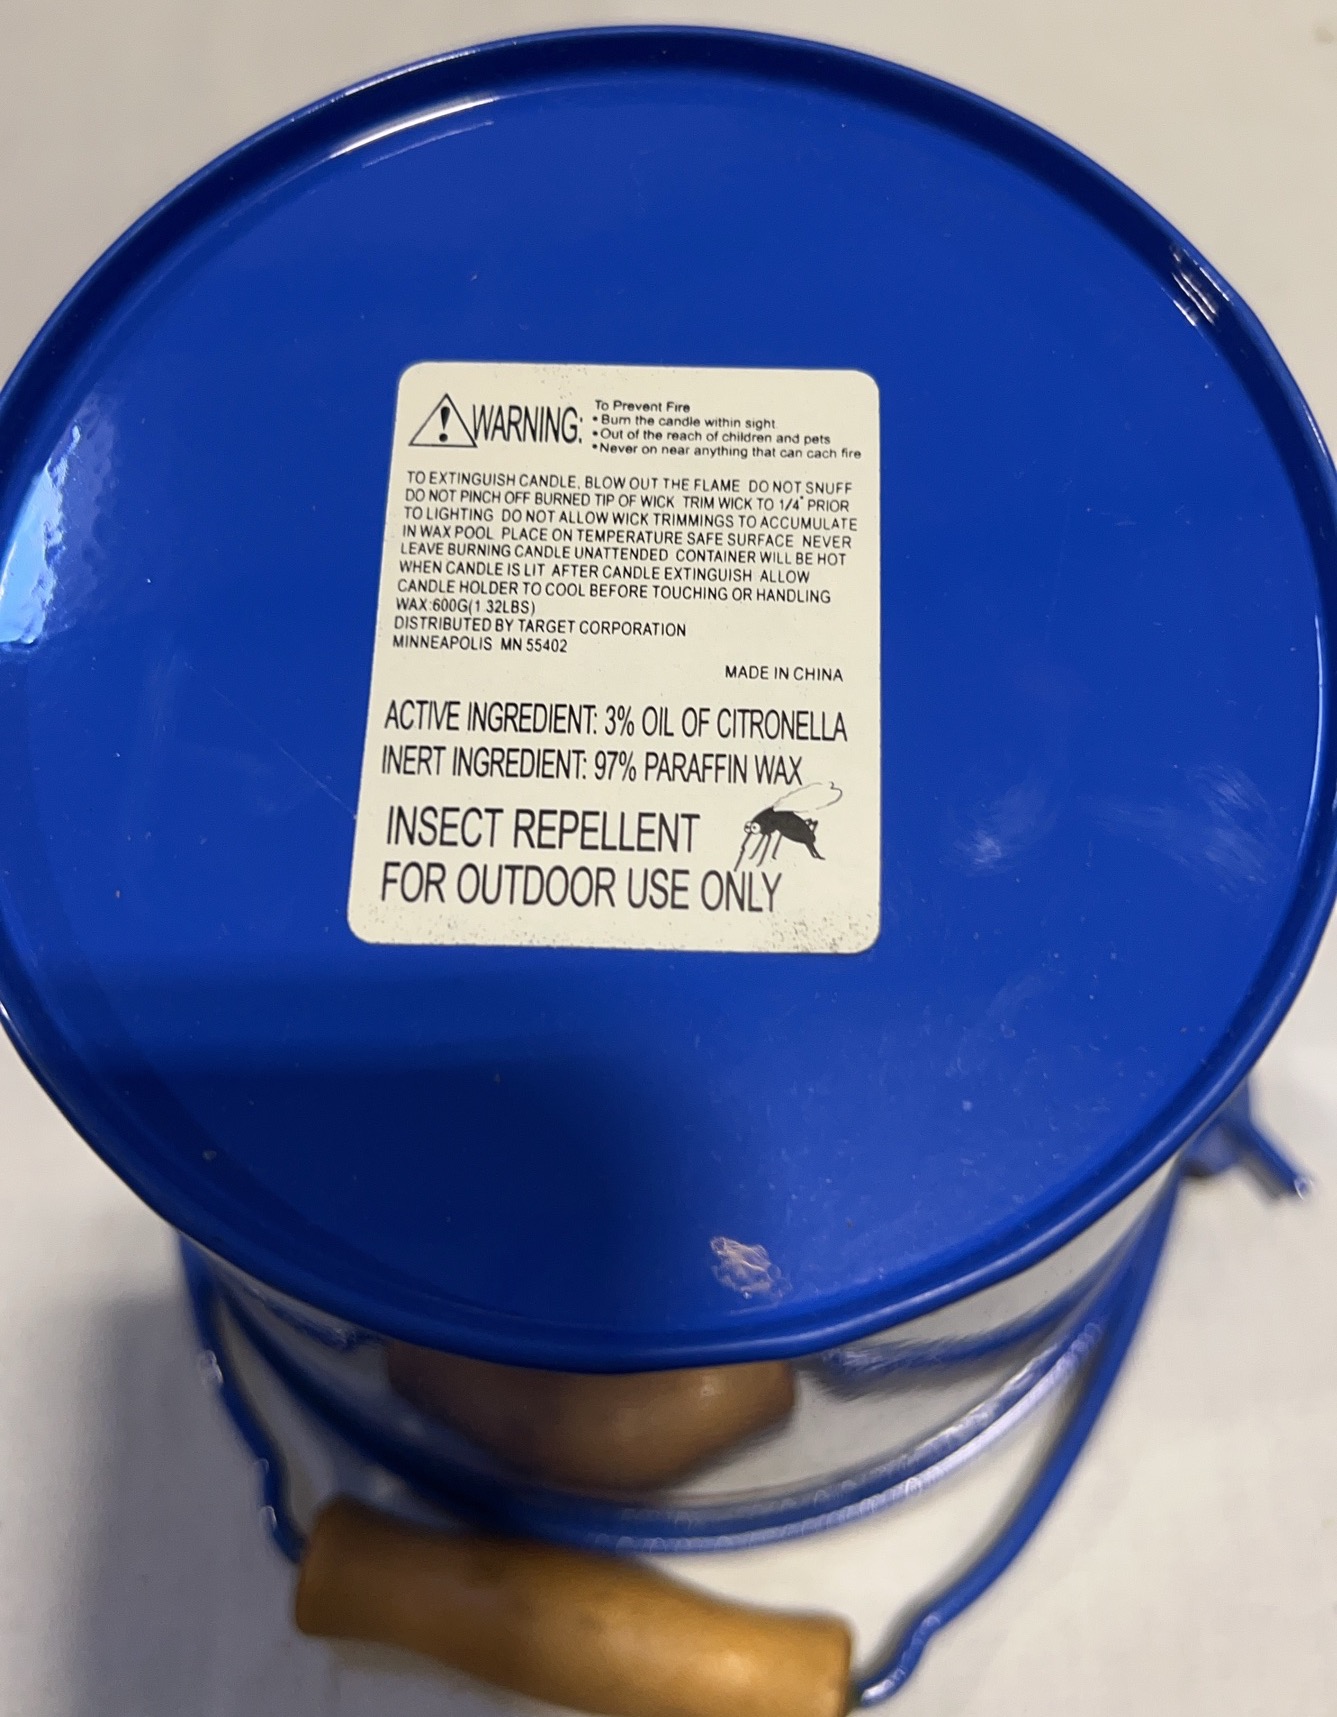 WARNING:
To Prevent Fire
• Burn the candle within sight
• Out of the reach of children and pets
• Never on near anything that can cach fire
TO EXTINGUISH CANDLE, BLOW OUT THE FLAME DO NOT SNUFF
DO NOT PINCH OFF BURNED TIP OF WICK TRIM WICK TO 1/4" PRIOR
TO LIGHTING DO NOT ALLOW WICK TRIMMINGS TO ACCUMULATE
IN WAX POOL PLACE ON TEMPERATURE SAFE SURFACE NEVER
LEAVE BURNING CANDLE UNATTENDED CONTAINER WILL BE HOT
WHEN CANDLE IS LIT AFTER CANDLE EXTINGUISH ALLOW
CANDLE HOLDER TO COOL BEFORE TOUCHING OR HANDLING
WAX:600G(1 32LBS)
DISTRIBUTED BY TARGET CORPORATION
MINNEAPOLIS MN 55402
MADE IN CHINA
ACTIVE INGREDIENT: 3% OIL OF CITRONELLA
INERT INGREDIENT: 97% PARAFFIN WAX
INSECT REPELLENT
FOR OUTDOOR USE ONLY